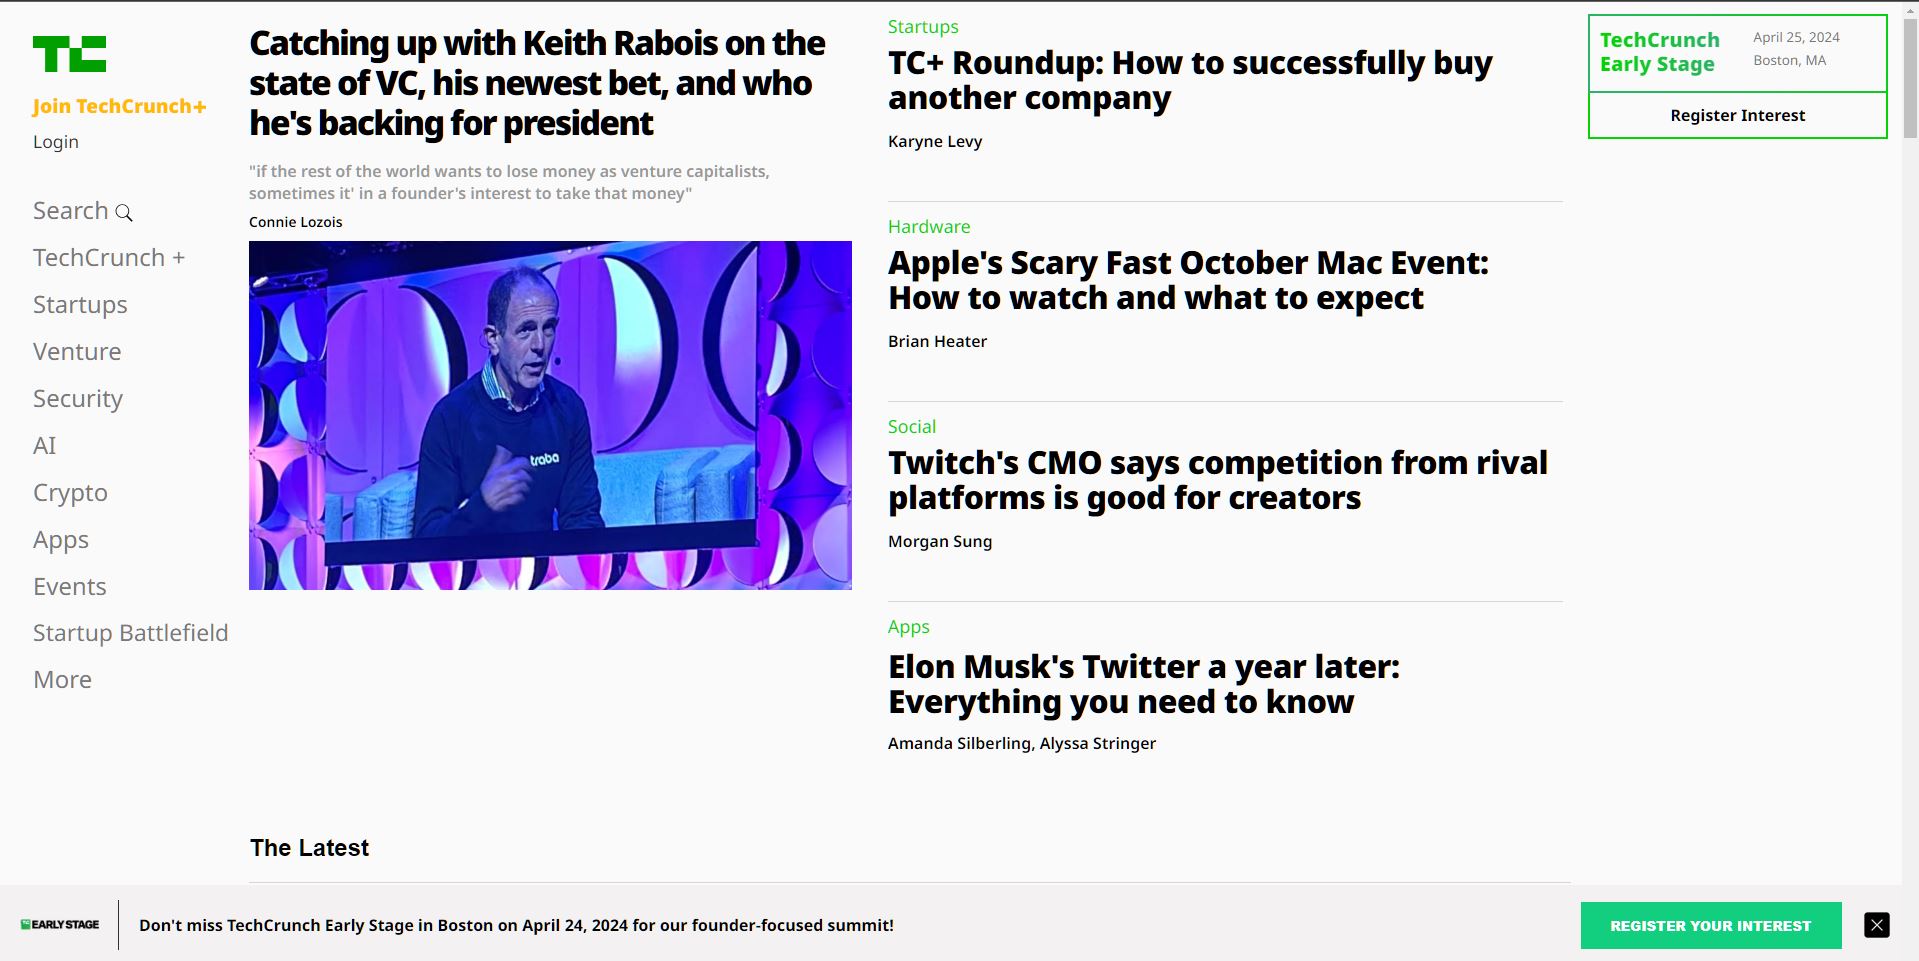 TC
Join TechCrunch+
Login
Search
TechCrunch +
Startups
Venture
Security
AI
Crypto
Apps
Events
Startup Battlefield
More
Catching up with Keith Rabois on the
state of VC, his newest bet, and who
he's backing for president
"if the rest of the world wants to lose money as venture capitalists,
sometimes it' in a founder's interest to take that money"
Connie Lozois
traba
Startups
TC+ Roundup: How to successfully buy
another company
Karyne Levy
Hardware
Apple's Scary Fast October Mac Event:
How to watch and what to expect
Brian Heater
Social
Twitch's CMO says competition from rival
platforms is good for creators
Morgan Sung
Apps
Elon Musk's Twitter a year later:
Everything you need to know
Amanda Silberling, Alyssa Stringer
TechCrunch
Early Stage
April 25, 2024
Boston, MA
Register Interest
The Latest
TC EARLY STAGE
Don't miss TechCrunch Early Stage in Boston on April 24, 2024 for our founder-focused summit!
REGISTER YOUR INTEREST